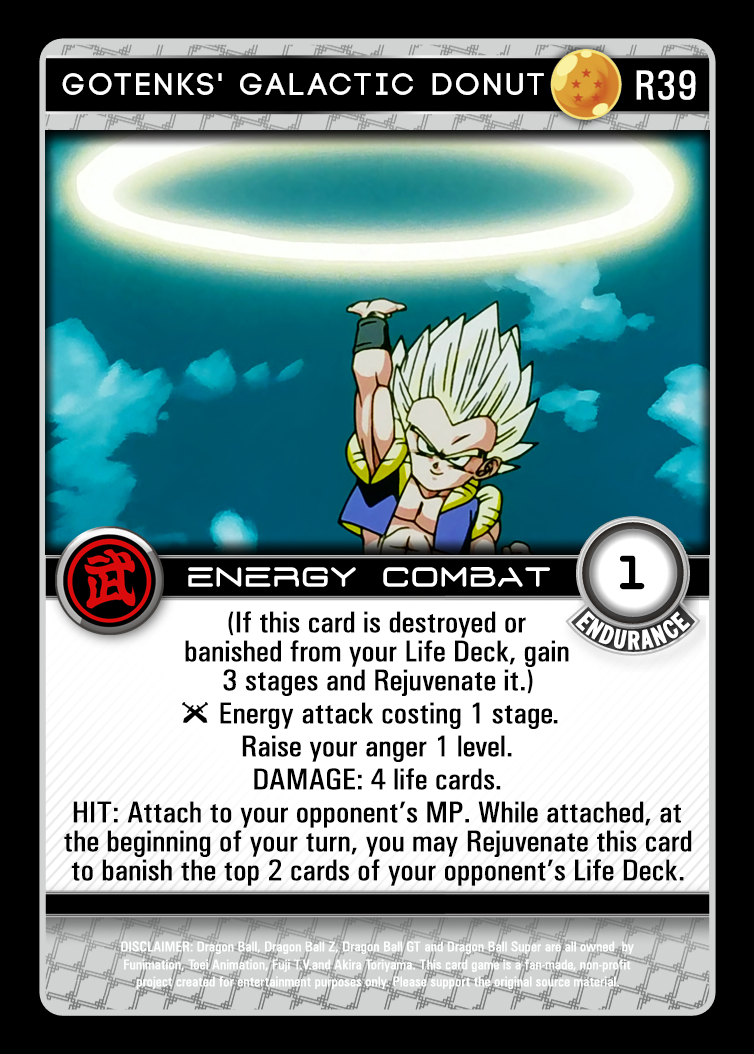 GOTENKS' GALACTIC DONUT R39
武
ENERGY COMBAT
1
ENDURANCE
(If this card is destroyed or
banished from your Life Deck, gain
3 stages and Rejuvenate it.)
Energy attack costing 1 stage.
Raise your anger 1 level.
DAMAGE: 4 life cards.
HIT: Attach to your opponent's MP. While attached, at
the beginning of your turn, you may Rejuvenate this card
to banish the top 2 cards of your opponent's Life Deck.
DISCLAIMER: Dragon Ball, Dragon Ball Z, Dragon Ball GT and Dragon Ball Super are all owned by
Funimation, Toei Animation, Fuji T.V.and Akira Toriyama. This card game is a fan-made, non-profit
project created for entertainment purposes only. Please support the original source material.